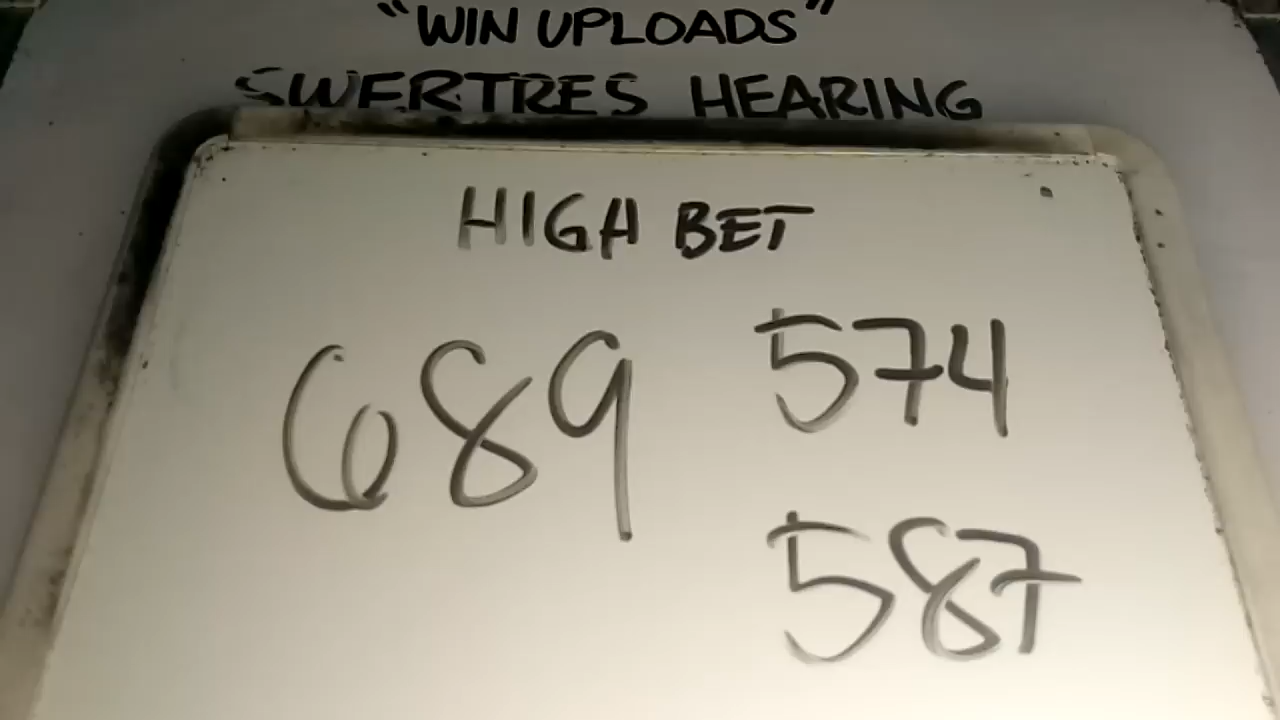 "WIN UPLOADS"
SWERTRES HEARING
HIGH BET
689 574
587